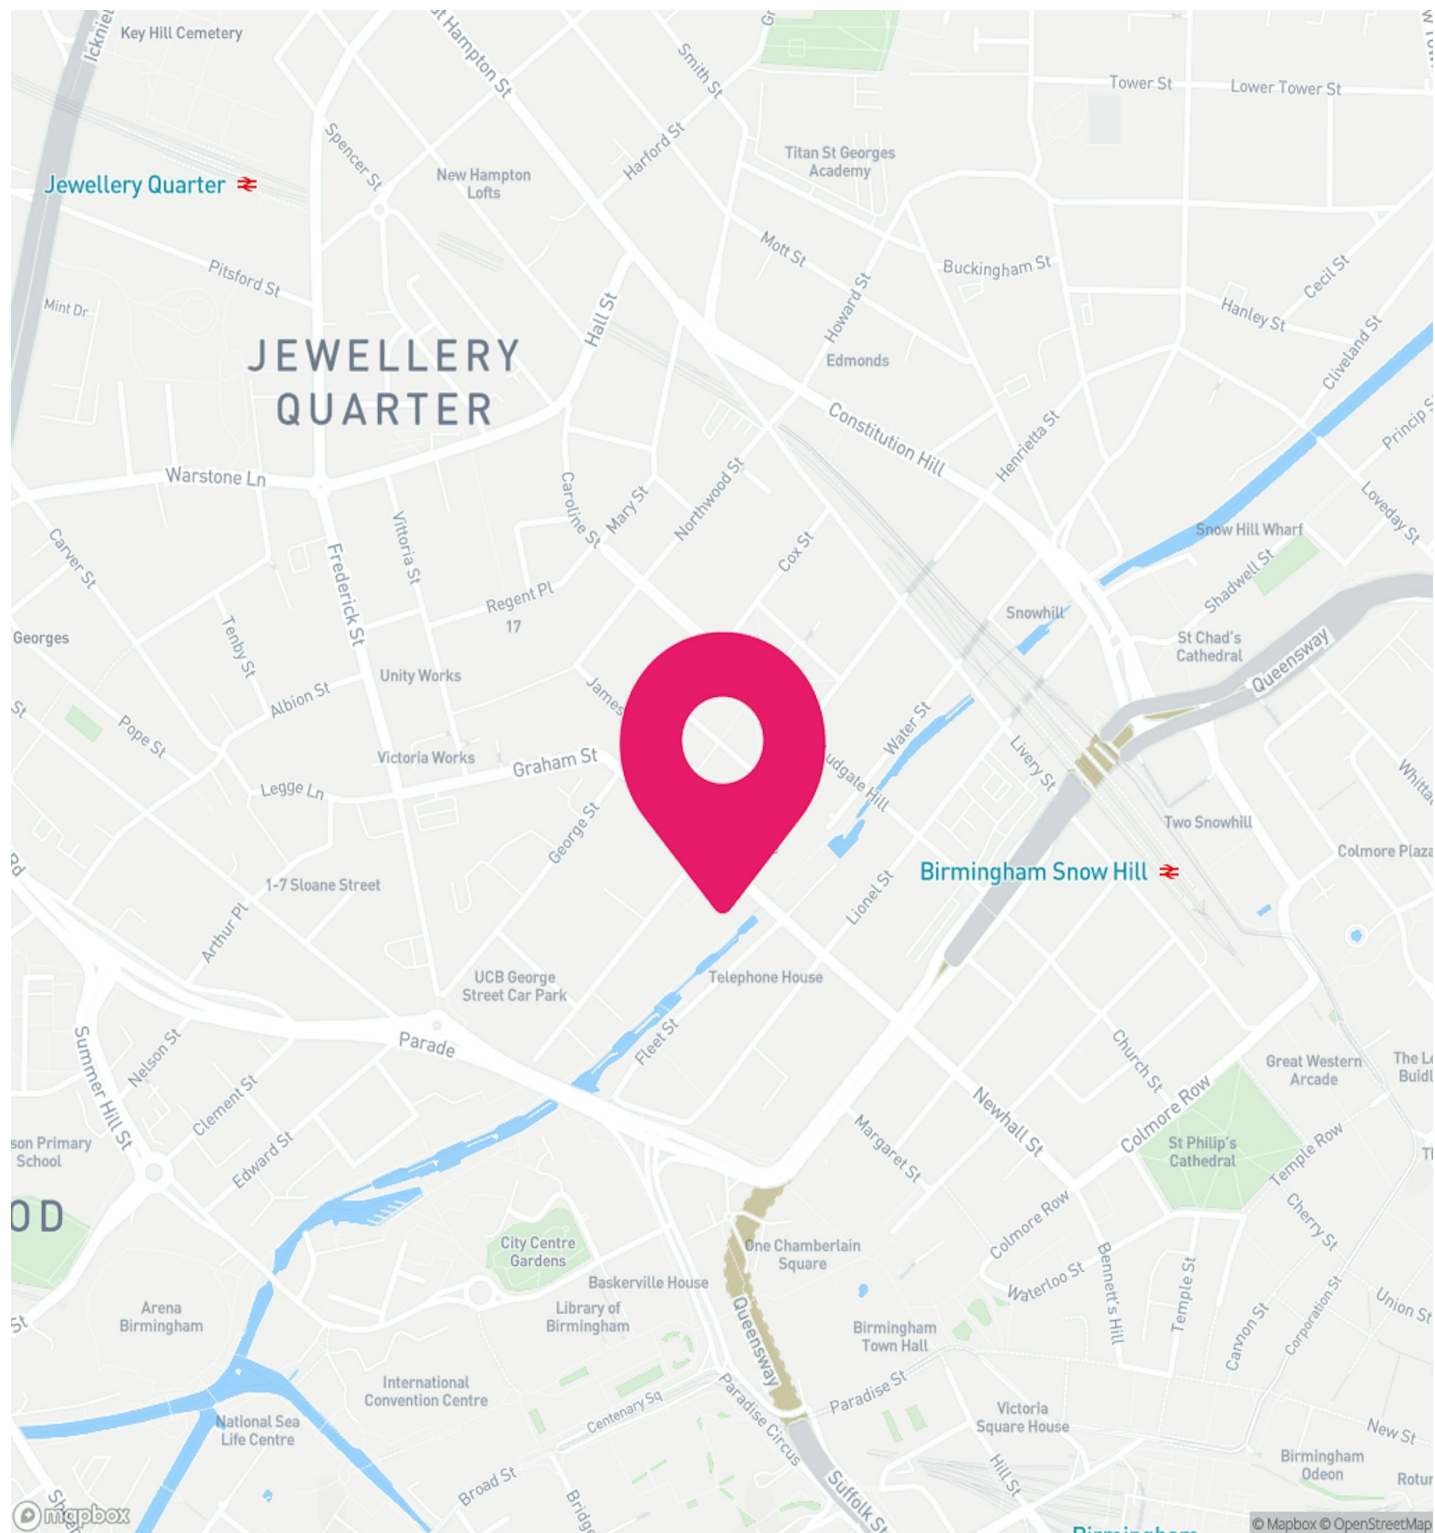 Key Hill Cemetery
Hampton St
Smith St
Tower St
Lower Tower St
Spencer St
Harford St
Titan St Georges
Academy
Jewellery Quarter
New Hampton
Lofts
Mott St
Buckingham St
Cecil St
Pitsford St
Mint Dr
Hall St
Howard St
Hanley St
JEWELLERY
QUARTER
Edmonds
Cliveland St
Constitution Hill
Henrietta St
Warstone Ln
Caroline St
Mary St
Northwood St
Loveday St
Carver St
Vittoria St
Frederick St
Cox St
Snow Hill Wharf
Shadwell St
Regent Pl
17
Snowhill
Georges
Tenby St
St Chad's
Cathedral
Queensway
Unity Works
Albion St
James
St
Pope St
Water St
Victoria Works
Graham St
Livery St
Legge Ln
udgate Hill
George St
Two Snowhill
Colmore Plaza
Rd
1-7 Sloane Street
Birmingham Snow Hill
Arthur Pl
Lionel St
UCB George
Street Car Park
Telephone House
Parade
Fleet St
Nelson St
Church St
Great Western
Arcade
Summer Hill St
Clement St
Newhall St
Colmore Row
son Primary
School
Edward St
Margaret St
St Philip's
Cathedral
Temple Row
OD
City Centre
Gardens
One Chamberlain
Square
Colmore Row
Cherry St
Baskerville House
Waterloo St
Bennett's Hill
Temple St
Arena
Birmingham
Library of
Birmingham
Queensway
Birmingham
Town Hall
Cannon St
Corporation St
Union St
St
International
Convention Centre
Centenary Sq
Paradise Circus
Paradise St
National Sea
Life Centre
Victoria
Square House
New St
Birmingham
Odeon
Broad St
Suffolk St
Hill St
mapbox
Birmingham
© Mapbox © OpenStreetMap